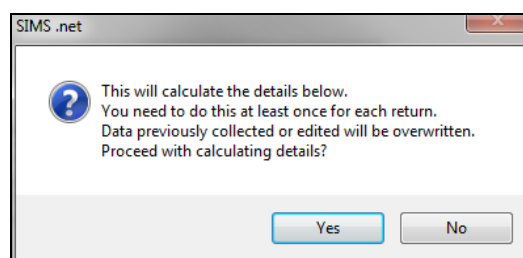 SIMS .net
This will calculate the details below.
You need to do this at least once for each return.
Data previously collected or edited will be overwritten.
Proceed with calculating details?
Yes
No